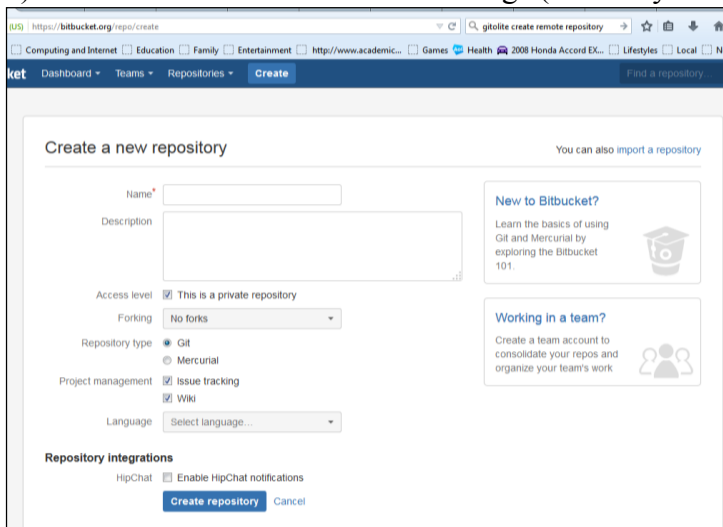 (US) https://bitbucket.org/repo/create gitolite create remote repository
Computing and Internet Education Family Entertainment http://www.academic... Games Health 2008 Honda Accord EX... Lifestyles Local N
ket Dashboard Teams Repositories Create Find a repository...
Create a new repository
You can also import a repository
Name*
Description
Access level This is a private repository
Forking No forks
Repository type Git
Mercurial
Project management Issue tracking
Wiki
Language Select language...
Repository integrations
HipChat Enable HipChat notifications
Create repository Cancel
New to Bitbucket?
Learn the basics of using
Git and Mercurial by
exploring the Bitbucket
101.
Working in a team?
Create a team account to
consolidate your repos and
organize your team's work